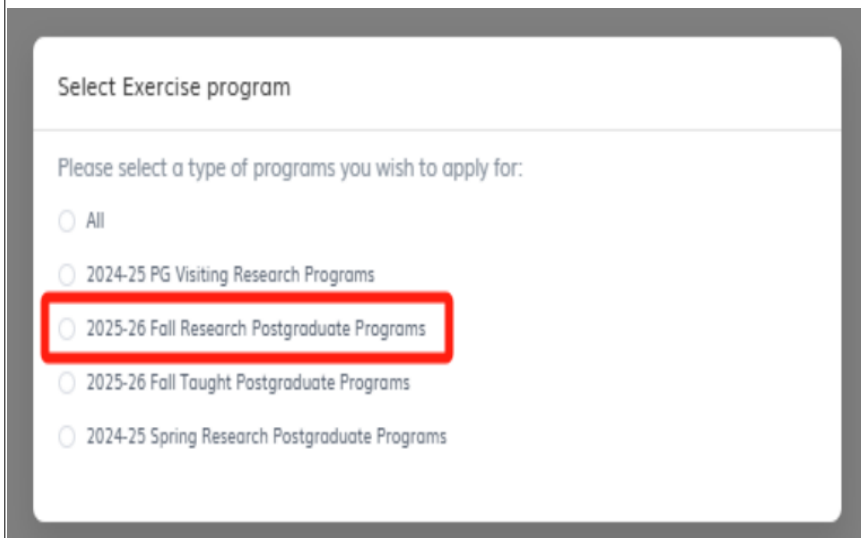 Select Exercise program
Please select a type of programs you wish to apply for:
All
2024-25 PG Visiting Research Programs
2025-26 Fall Research Postgraduate Programs
2025-26 Fall Taught Postgraduate Programs
2024-25 Spring Research Postgraduate Programs